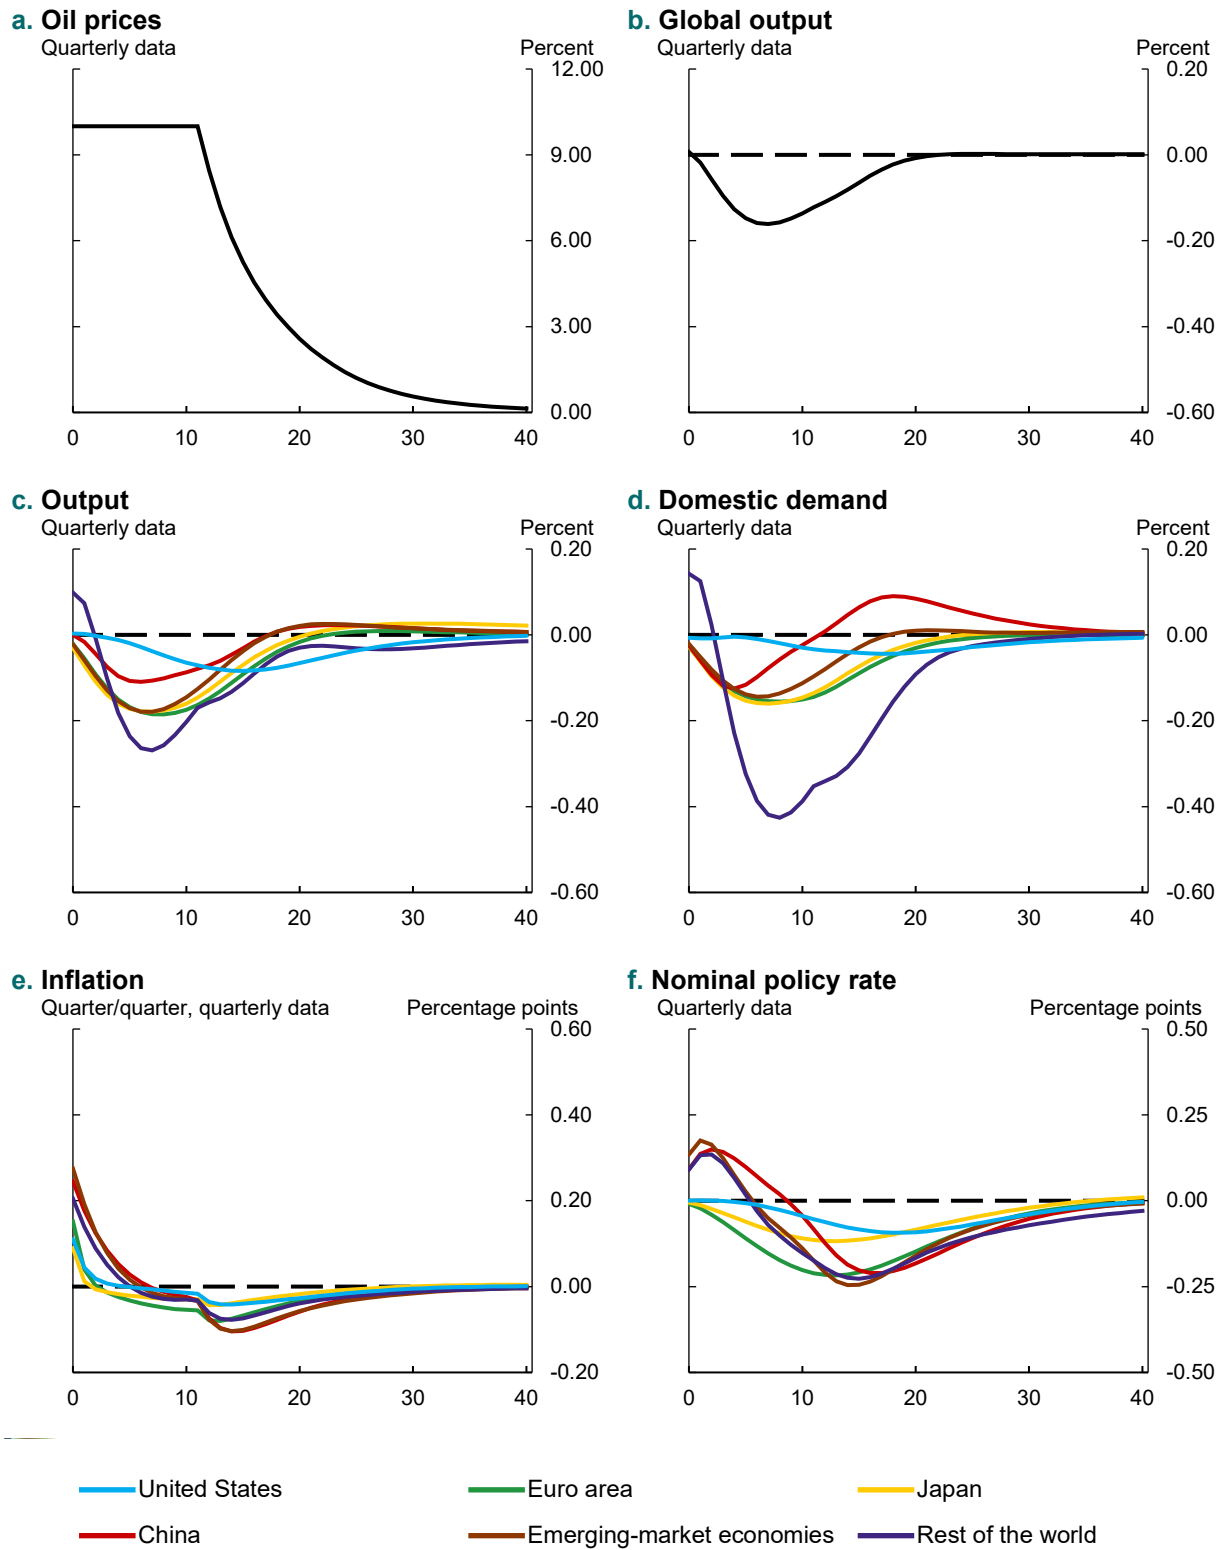 a. Oil prices
Quarterly data Percent
12.00
9.00
6.00
3.00
0.00
0 10 20 30 40
b. Global output
Quarterly data Percent
0.20
0.00
-0.20
-0.40
-0.60
0 10 20 30 40
c. Output
Quarterly data Percent
0.20
0.00
-0.20
-0.40
-0.60
0 10 20 30 40
d. Domestic demand
Quarterly data Percent
0.20
0.00
-0.20
-0.40
-0.60
0 10 20 30 40
e. Inflation
Quarter/quarter, quarterly data Percentage points
0.60
0.40
0.20
0.00
-0.20
0 10 20 30 40
f. Nominal policy rate
Quarterly data Percentage points
0.50
0.25
0.00
-0.25
-0.50
0 10 20 30 40
United States Euro area Japan
China Emerging-market economies Rest of the world